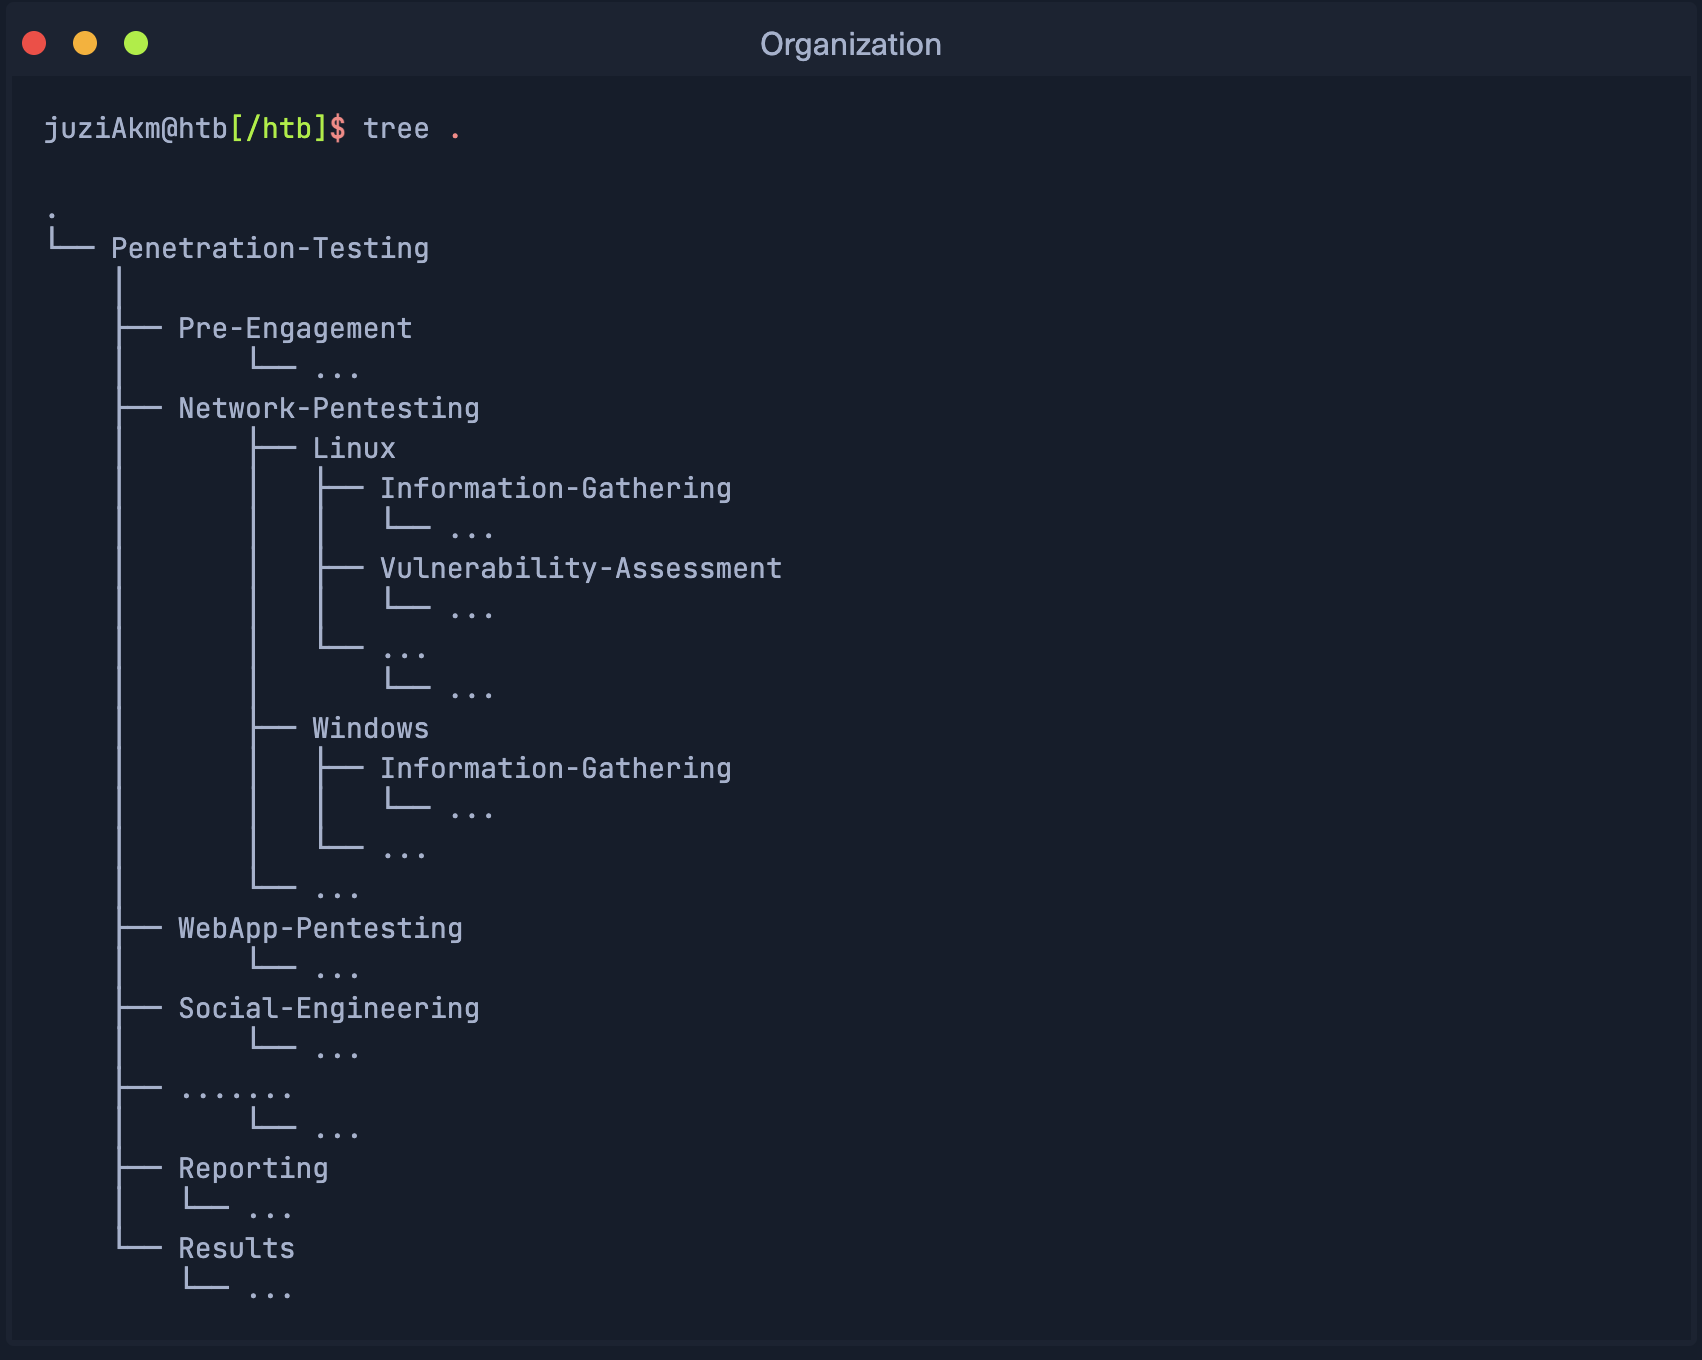 Organization
juziAkm@htb[/htb]$ tree .
.
└── Penetration-Testing
    │
    ├── Pre-Engagement
    │       └── ...
    ├── Network-Pentesting
    │       ├── Linux
    │       │   ├── Information-Gathering
    │       │   │   └── ...
    │       │   ├── Vulnerability-Assessment
    │       │   │   └── ...
    │       │   └── ...
    │       │       └── ...
    │       ├── Windows
    │       │   ├── Information-Gathering
    │       │   │   └── ...
    │       │   └── ...
    │       └── ...
    ├── WebApp-Pentesting
    │       └── ...
    ├── Social-Engineering
    │       └── ...
    ├── .......
    │       └── ...
    ├── Reporting
    │   └── ...
    └── Results
        └── ...